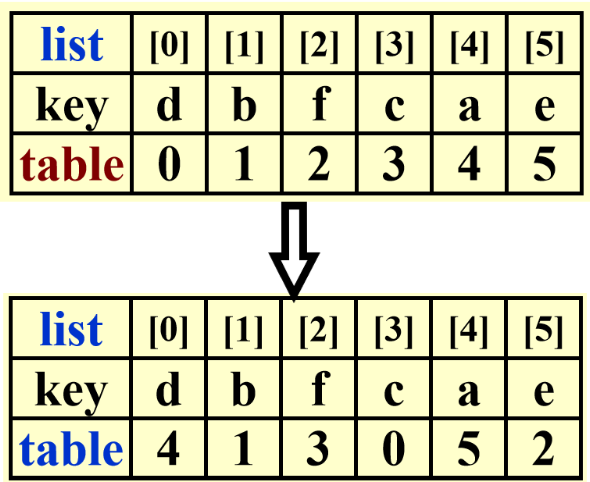 list [0] [1] [2] [3] [4] [5]
key d b f c a e
table 0 1 2 3 4 5
list [0] [1] [2] [3] [4] [5]
key d b f c a e
table 4 1 3 0 5 2